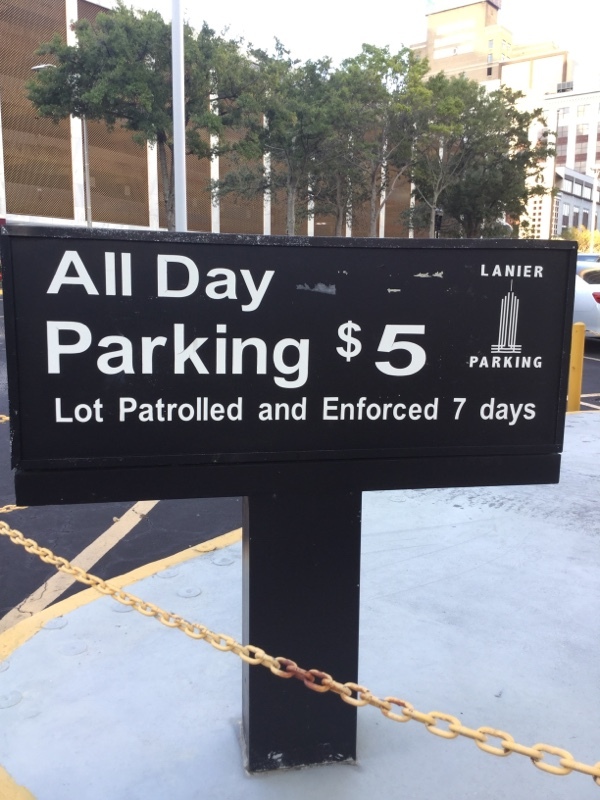 All Day
Parking $5
Lot Patrolled and Enforced 7 days
LANIER
PARKING